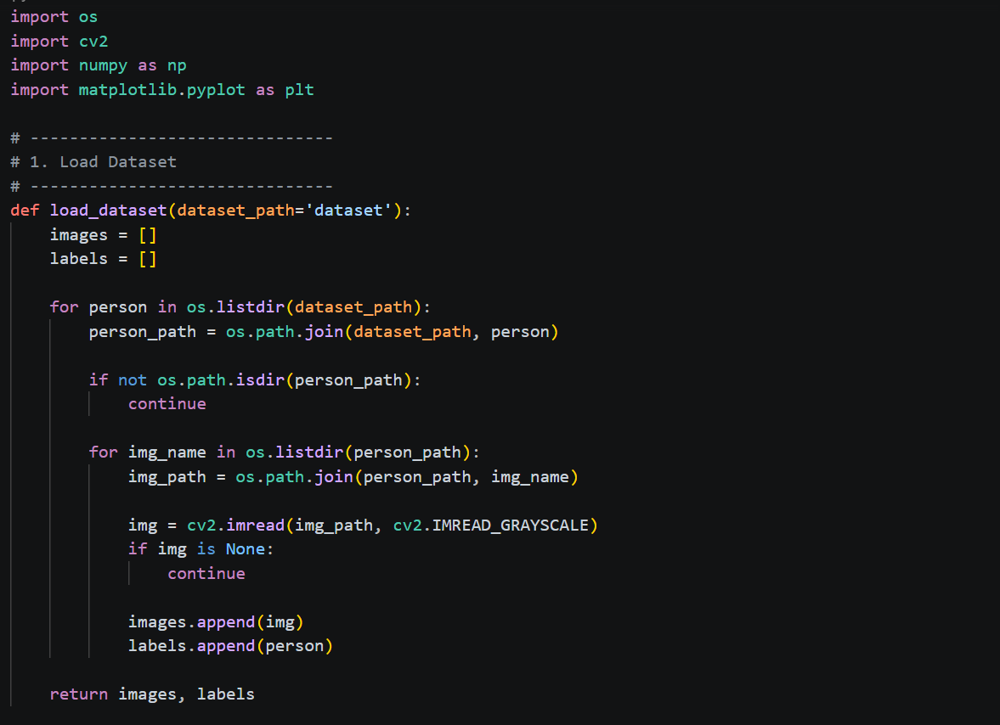 import os
import cv2
import numpy as np
import matplotlib.pyplot as plt

# -------------------------------
# 1. Load Dataset
# -------------------------------
def load_dataset(dataset_path='dataset'):
    images = []
    labels = []

    for person in os.listdir(dataset_path):
        person_path = os.path.join(dataset_path, person)

        if not os.path.isdir(person_path):
            continue

        for img_name in os.listdir(person_path):
            img_path = os.path.join(person_path, img_name)

            img = cv2.imread(img_path, cv2.IMREAD_GRAYSCALE)
            if img is None:
                continue

            images.append(img)
            labels.append(person)

    return images, labels